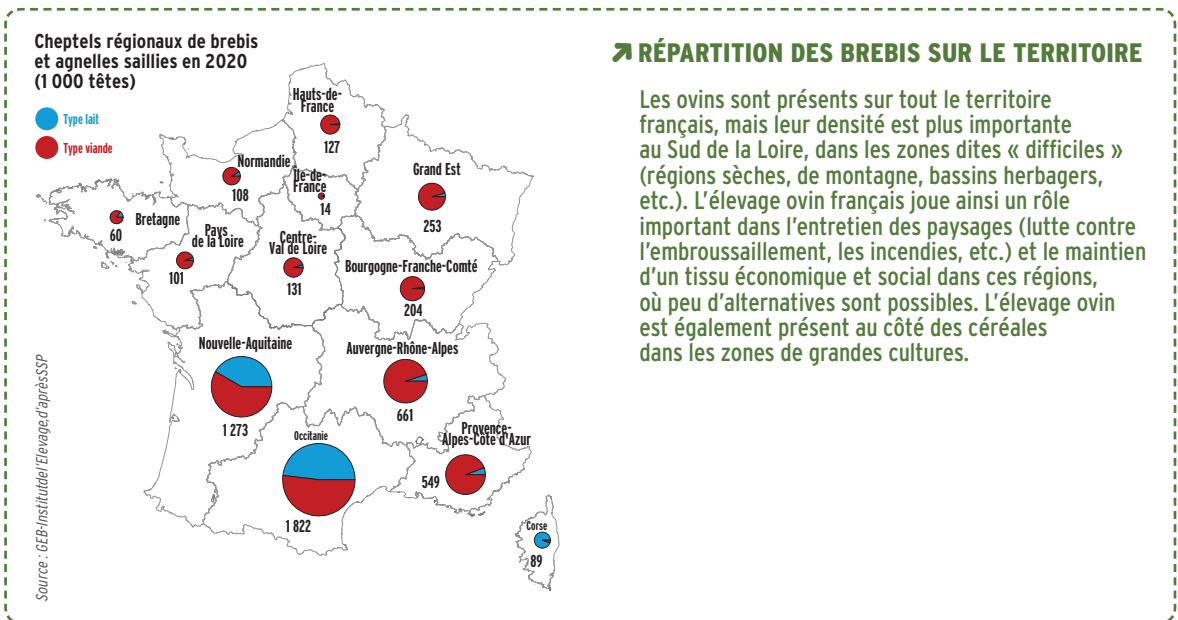 Cheptels régionaux de brebis
et agnelles saillies en 2020
(1 000 têtes)
Type lait
Type viande
Hauts-de-
France
127
Normandie
108
Île-de-
France
14
Grand Est
253
Bretagne
60
Pays
de la Loire
101
Centre-
Val de Loire
131
Bourgogne-Franche-Comté
204
Nouvelle-Aquitaine
1 273
Auvergne-Rhône-Alpes
661
Occitanie
1 822
Provence-
Alpes-Côte d'Azur
549
Corse
89
Source : GEB-Institutdel'Elevage,d'aprèsSSP
RÉPARTITION DES BREBIS SUR LE TERRITOIRE
Les ovins sont présents sur tout le territoire
français, mais leur densité est plus importante
au Sud de la Loire, dans les zones dites « difficiles »
(régions sèches, de montagne, bassins herbagers,
etc.). L'élevage ovin français joue ainsi un rôle
important dans l'entretien des paysages (lutte contre
l'embroussaillement, les incendies, etc.) et le maintien
d'un tissu économique et social dans ces régions,
où peu d'alternatives sont possibles. L'élevage ovin
est également présent au côté des céréales
dans les zones de grandes cultures.